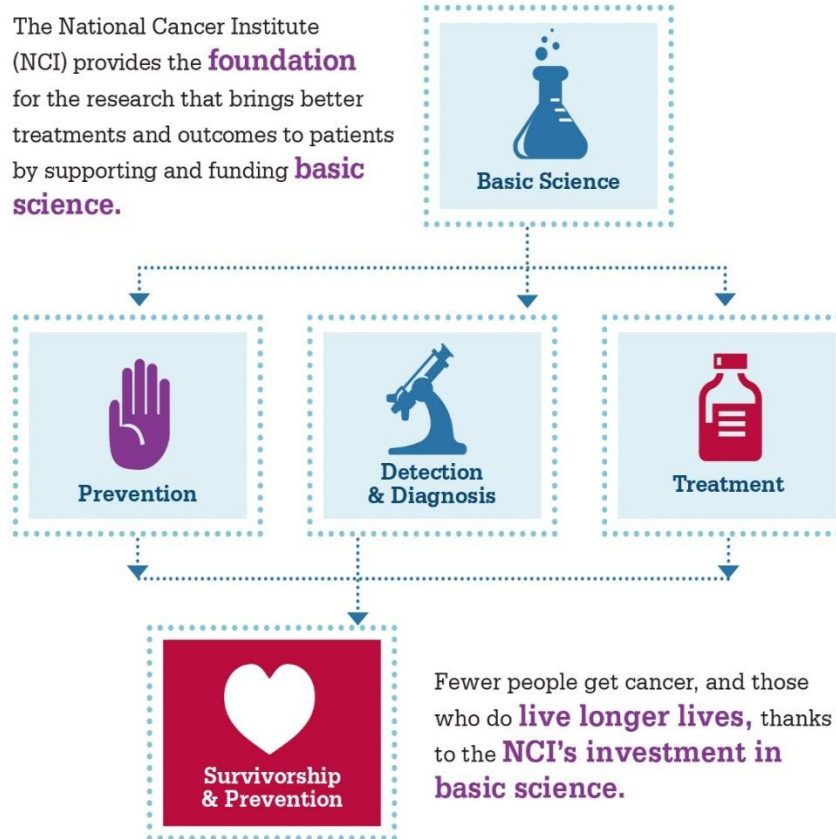 The National Cancer Institute
(NCI) provides the foundation
for the research that brings better
treatments and outcomes to patients
by supporting and funding basic
science.
Basic Science
Prevention
Detection
& Diagnosis
Treatment
Survivorship
& Prevention
Fewer people get cancer, and those
who do live longer lives, thanks
to the NCI's investment in
basic science.